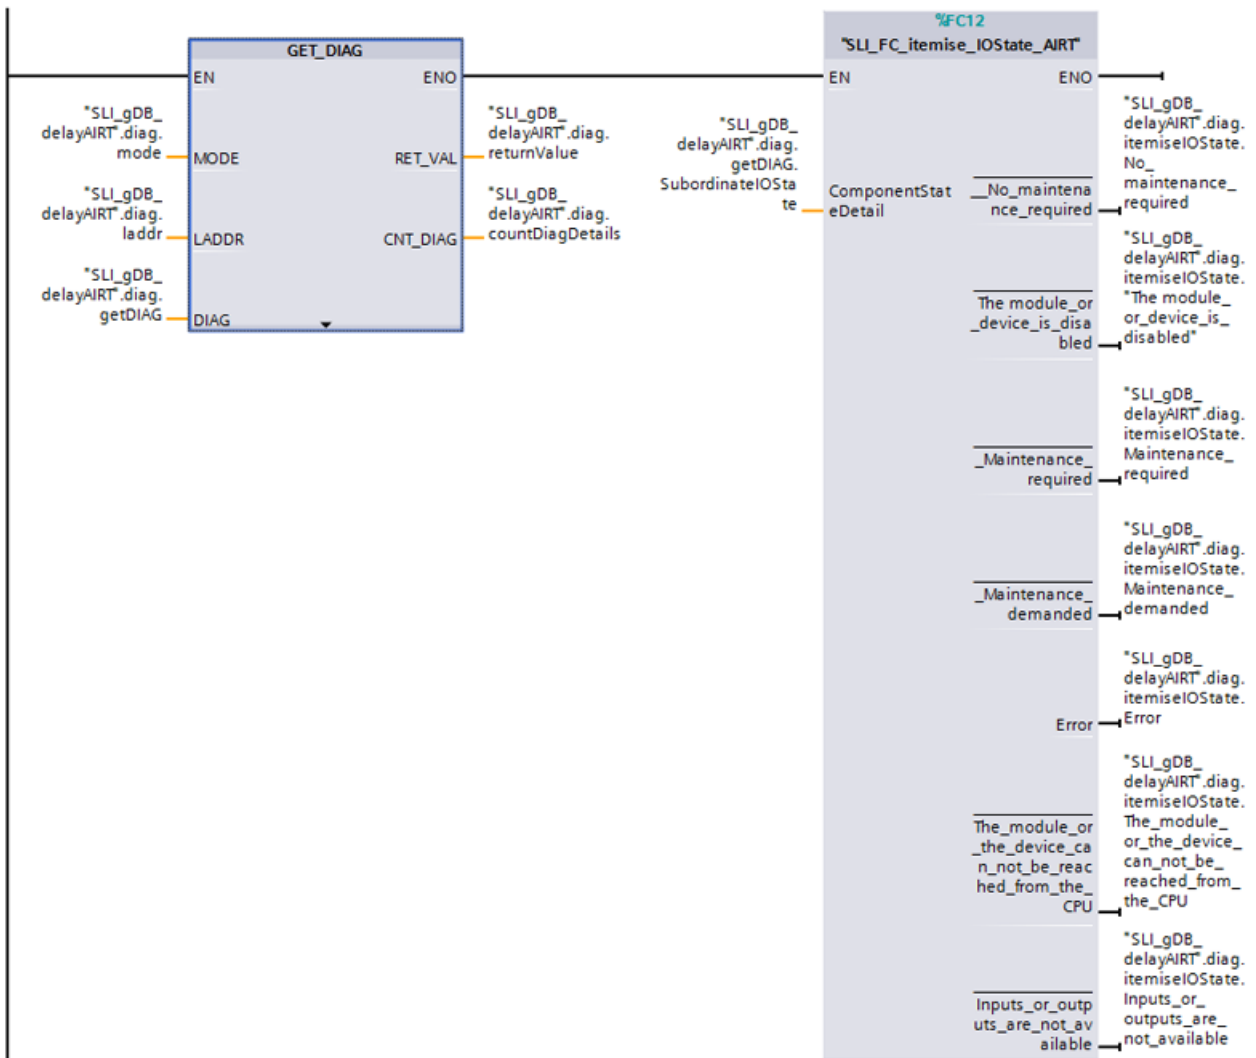 GET_DIAG
EN
ENO
"SLI_gDB_
delayAIRT".diag.
mode
MODE
RET_VAL
"SLI_gDB_
delayAIRT".diag.
returnValue
"SLI_gDB_
delayAIRT".diag.
laddr
LADDR
CNT_DIAG
"SLI_gDB_
delayAIRT".diag.
countDiagDetails
"SLI_gDB_
delayAIRT".diag.
getDIAG
DIAG
%FC12
"SLI_FC_itemise_IOState_AIRT"
EN
ENO
"SLI_gDB_
delayAIRT".diag.
getDIAG.
SubordinateIOSta
te
ComponentStat
eDetail
__No_maintena
nce_required
"SLI_gDB_
delayAIRT".diag.
itemiseIOState.
No_
maintenance_
required
The module_or
_device_is_disa
bled
"SLI_gDB_
delayAIRT".diag.
itemiseIOState.
"The module_
or_device_is_
disabled"
_Maintenance_
required
"SLI_gDB_
delayAIRT".diag.
itemiseIOState.
Maintenance_
required
_Maintenance_
demanded
"SLI_gDB_
delayAIRT".diag.
itemiseIOState.
Maintenance_
demanded
Error
"SLI_gDB_
delayAIRT".diag.
itemiseIOState.
Error
The_module_or
_the_device_ca
n_not_be_reac
hed_from_the_
CPU
"SLI_gDB_
delayAIRT".diag.
itemiseIOState.
The_module_
or_the_device_
can_not_be_
reached_from_
the_CPU
Inputs_or_outp
uts_are_not_av
ailable
"SLI_gDB_
delayAIRT".diag.
itemiseIOState.
Inputs_or_
outputs_are_
not_available